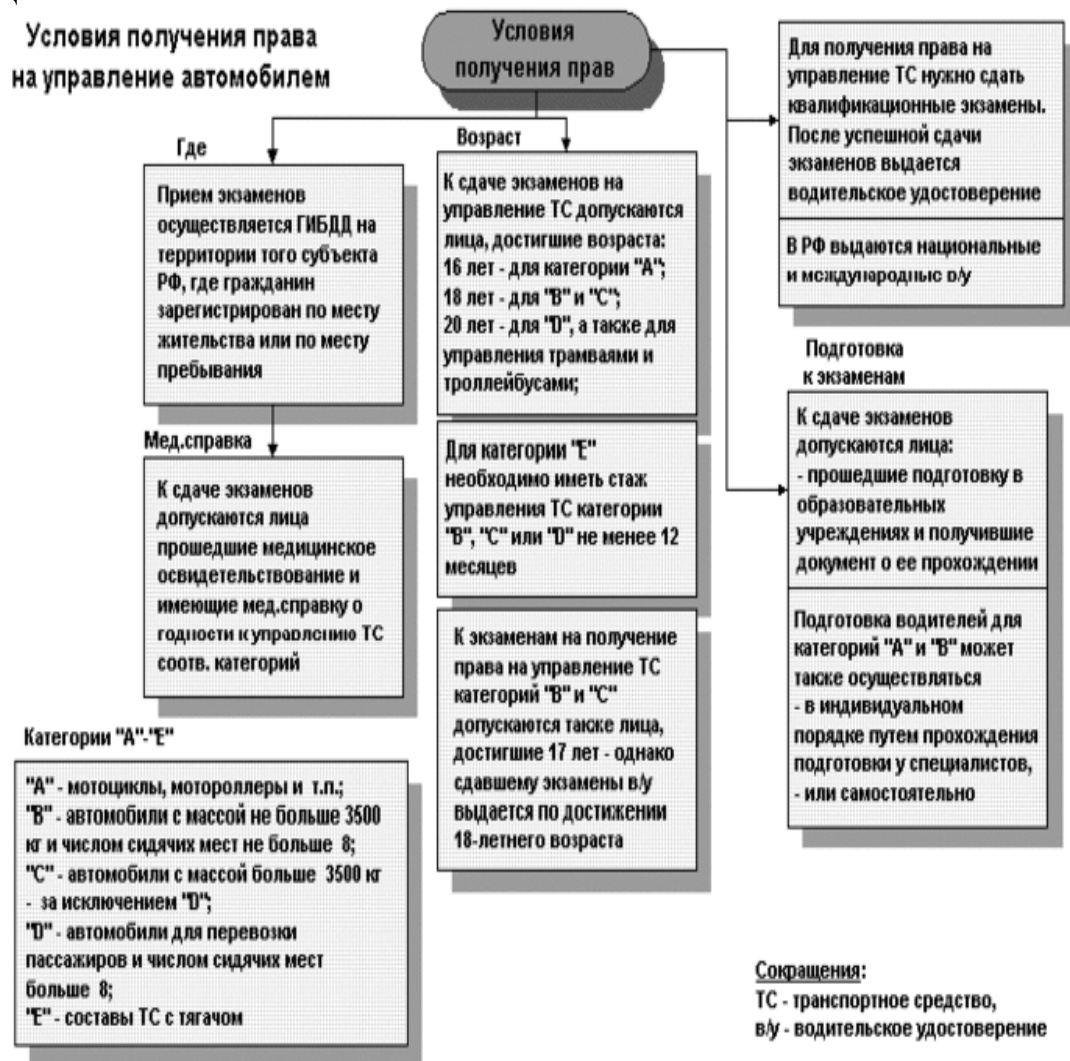 Условия получения права
на управление автомобилем
Условия
получения прав
Где
Прием экзаменов
осуществляется ГИБДД на
территории того субъекта
РФ, где гражданин
зарегистрирован по месту
жительства или по месту
пребывания
Мед.справка
К сдаче экзаменов
допускаются лица
прошедшие медицинское
освидетельствование и
имеющие мед.справку о
годности к управлению ТС
соотв. категорий
Возраст
К сдаче экзаменов на
управление ТС допускаются
лица, достигшие возраста:
16 лет - для категории "А";
18 лет - для "В" и "С";
20 лет - для "D", а также для
управления трамваями и
троллейбусами;
Для категории "Е"
необходимо иметь стаж
управления ТС категории
"В", "С" или "D" не менее 12
месяцев
К экзаменам на получение
права на управление ТС
категорий "В" и "С"
допускаются также лица,
достигшие 17 лет - однако
сдавшему экзамены в/у
выдается по достижении
18-летнего возраста
Для получения права на
управление ТС нужно сдать
квалификационные экзамены.
После успешной сдачи
экзаменов выдается
водительское удостоверение
В РФ выдаются национальные
и международные в/у
Подготовка
к экзаменам
К сдаче экзаменов
допускаются лица:
- прошедшие подготовку в
образовательных
учреждениях и получившие
документ о ее прохождении
Подготовка водителей для
категорий "А" и "В" может
также осуществляться
- в индивидуальном
порядке путем прохождения
подготовки у специалистов,
- или самостоятельно
Категории "А"-"Е"
"А" - мотоциклы, мотороллеры и т.п.;
"В" - автомобили с массой не больше 3500
кг и числом сидячих мест не больше 8;
"С" - автомобили с массой больше 3500 кг
- за исключением "D";
"D" - автомобили для перевозки
пассажиров и числом сидячих мест
больше 8;
"Е" - составы ТС с тягачом
Сокращения:
ТС - транспортное средство,
в/у - водительское удостоверение